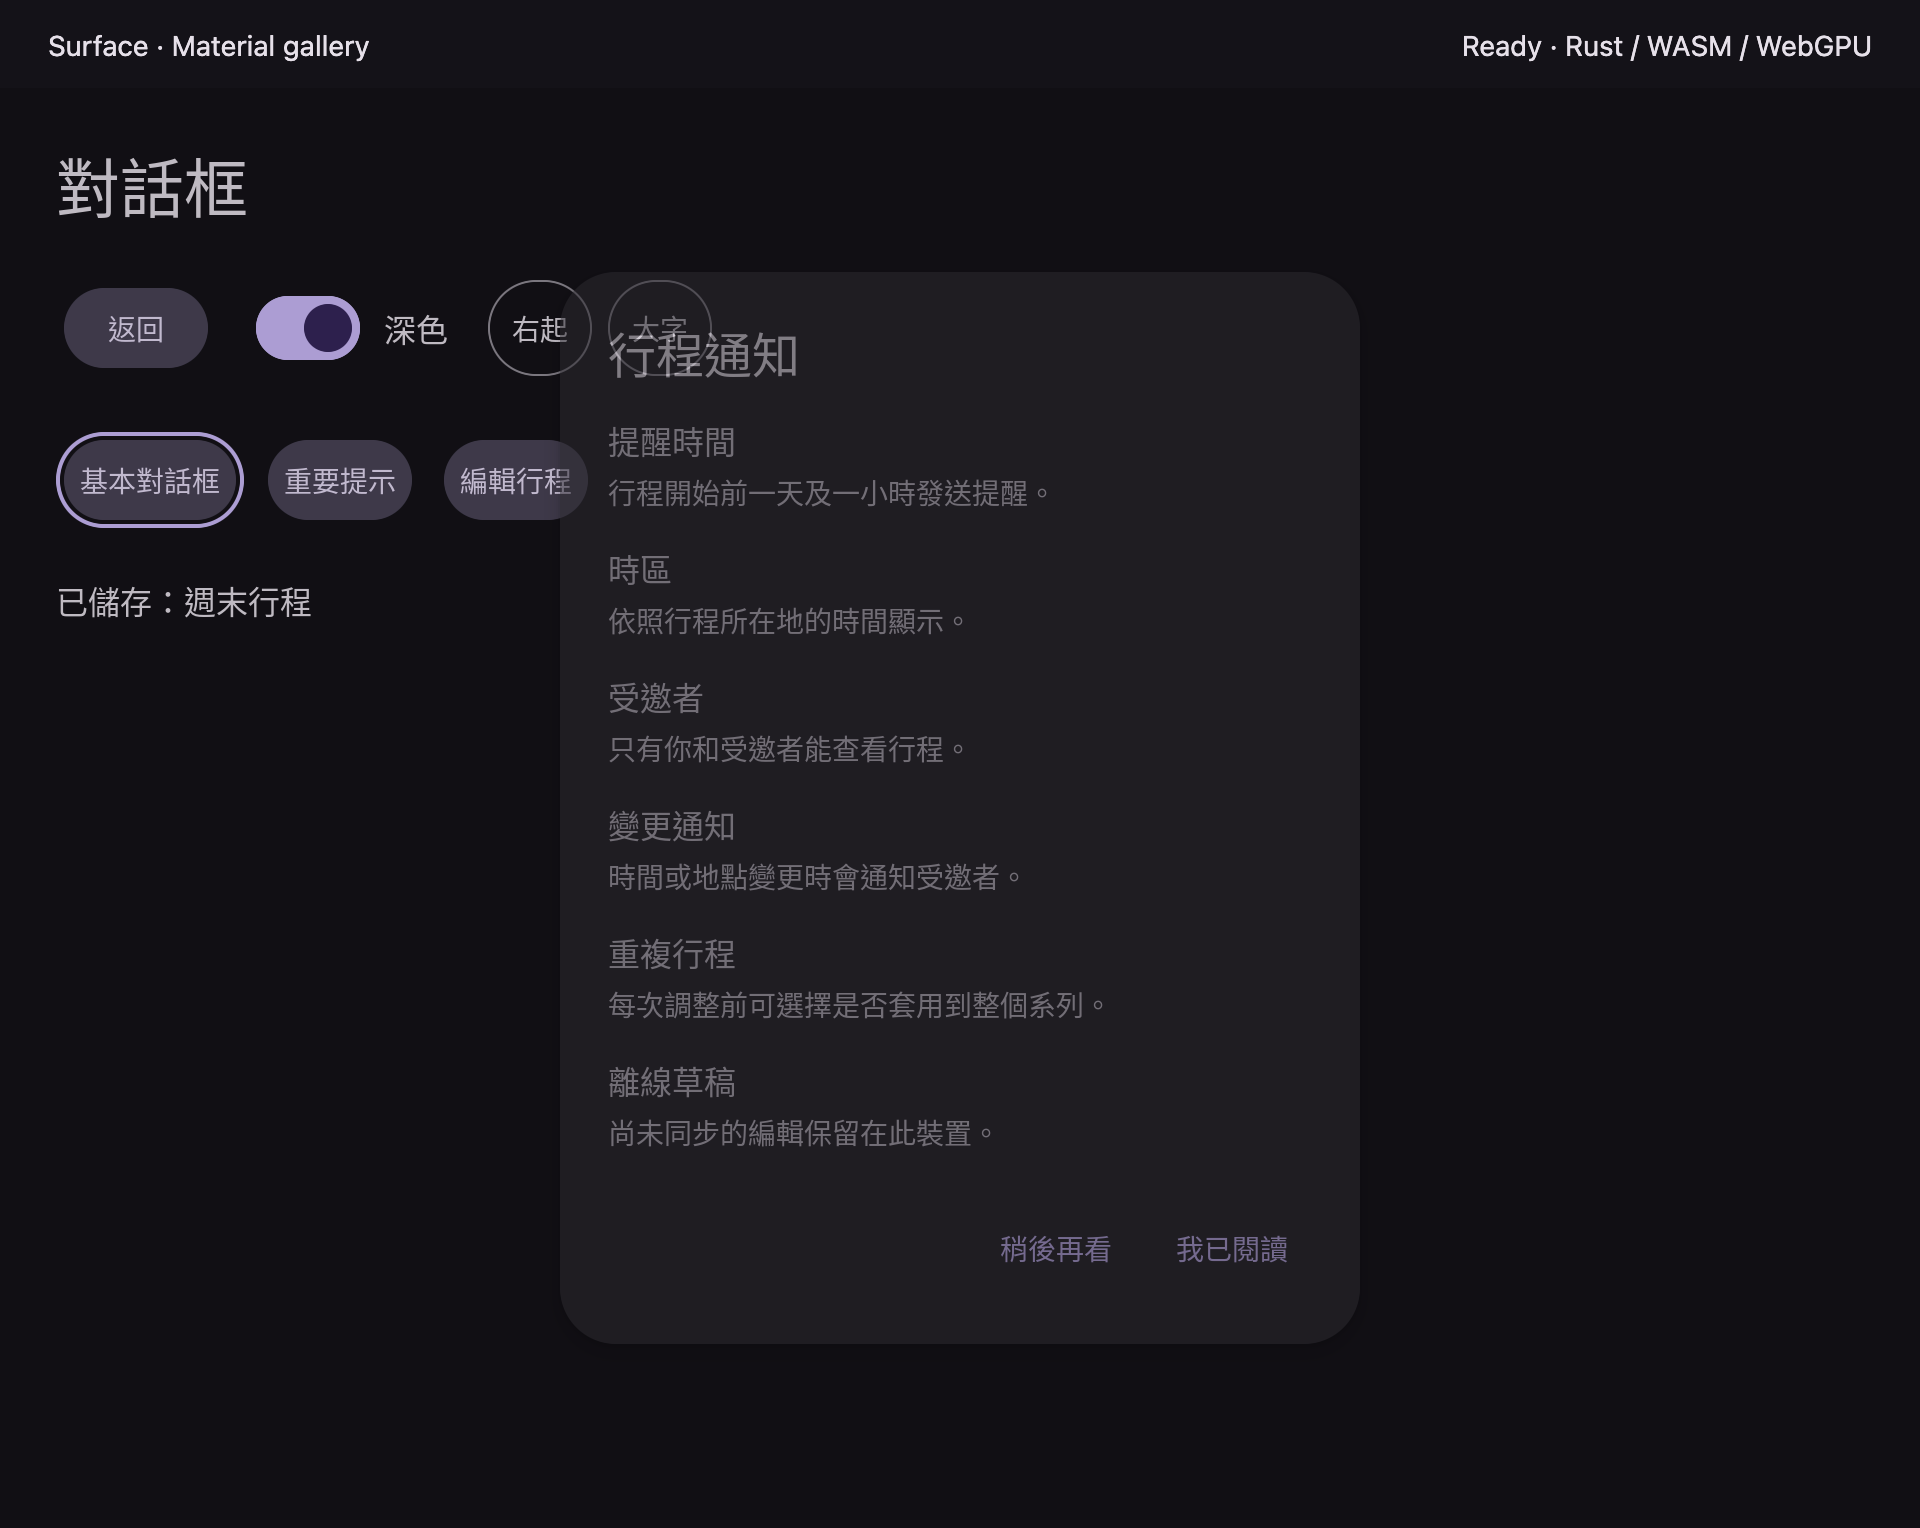 Surface · Material gallery
Ready · Rust / WASM / WebGPU
對話框
返回
深色
右起
大字
基本對話框
重要提示
編輯行程
已儲存：週末行程
行程通知
提醒時間
行程開始前一天及一小時發送提醒。
時區
依照行程所在地的時間顯示。
受邀者
只有你和受邀者能查看行程。
變更通知
時間或地點變更時會通知受邀者。
重複行程
每次調整前可選擇是否套用到整個系列。
離線草稿
尚未同步的編輯保留在此裝置。
稍後再看
我已閱讀